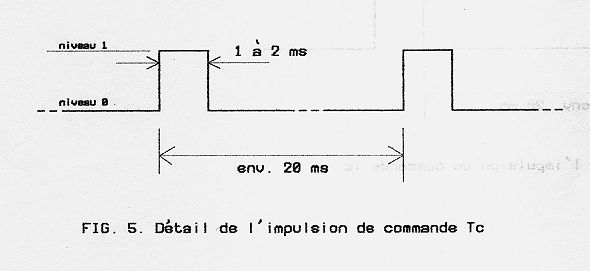 niveau 1
1 à 2 ms
niveau 0
env. 20 ms
FIG. 5. Détail de l'impulsion de commande Tc